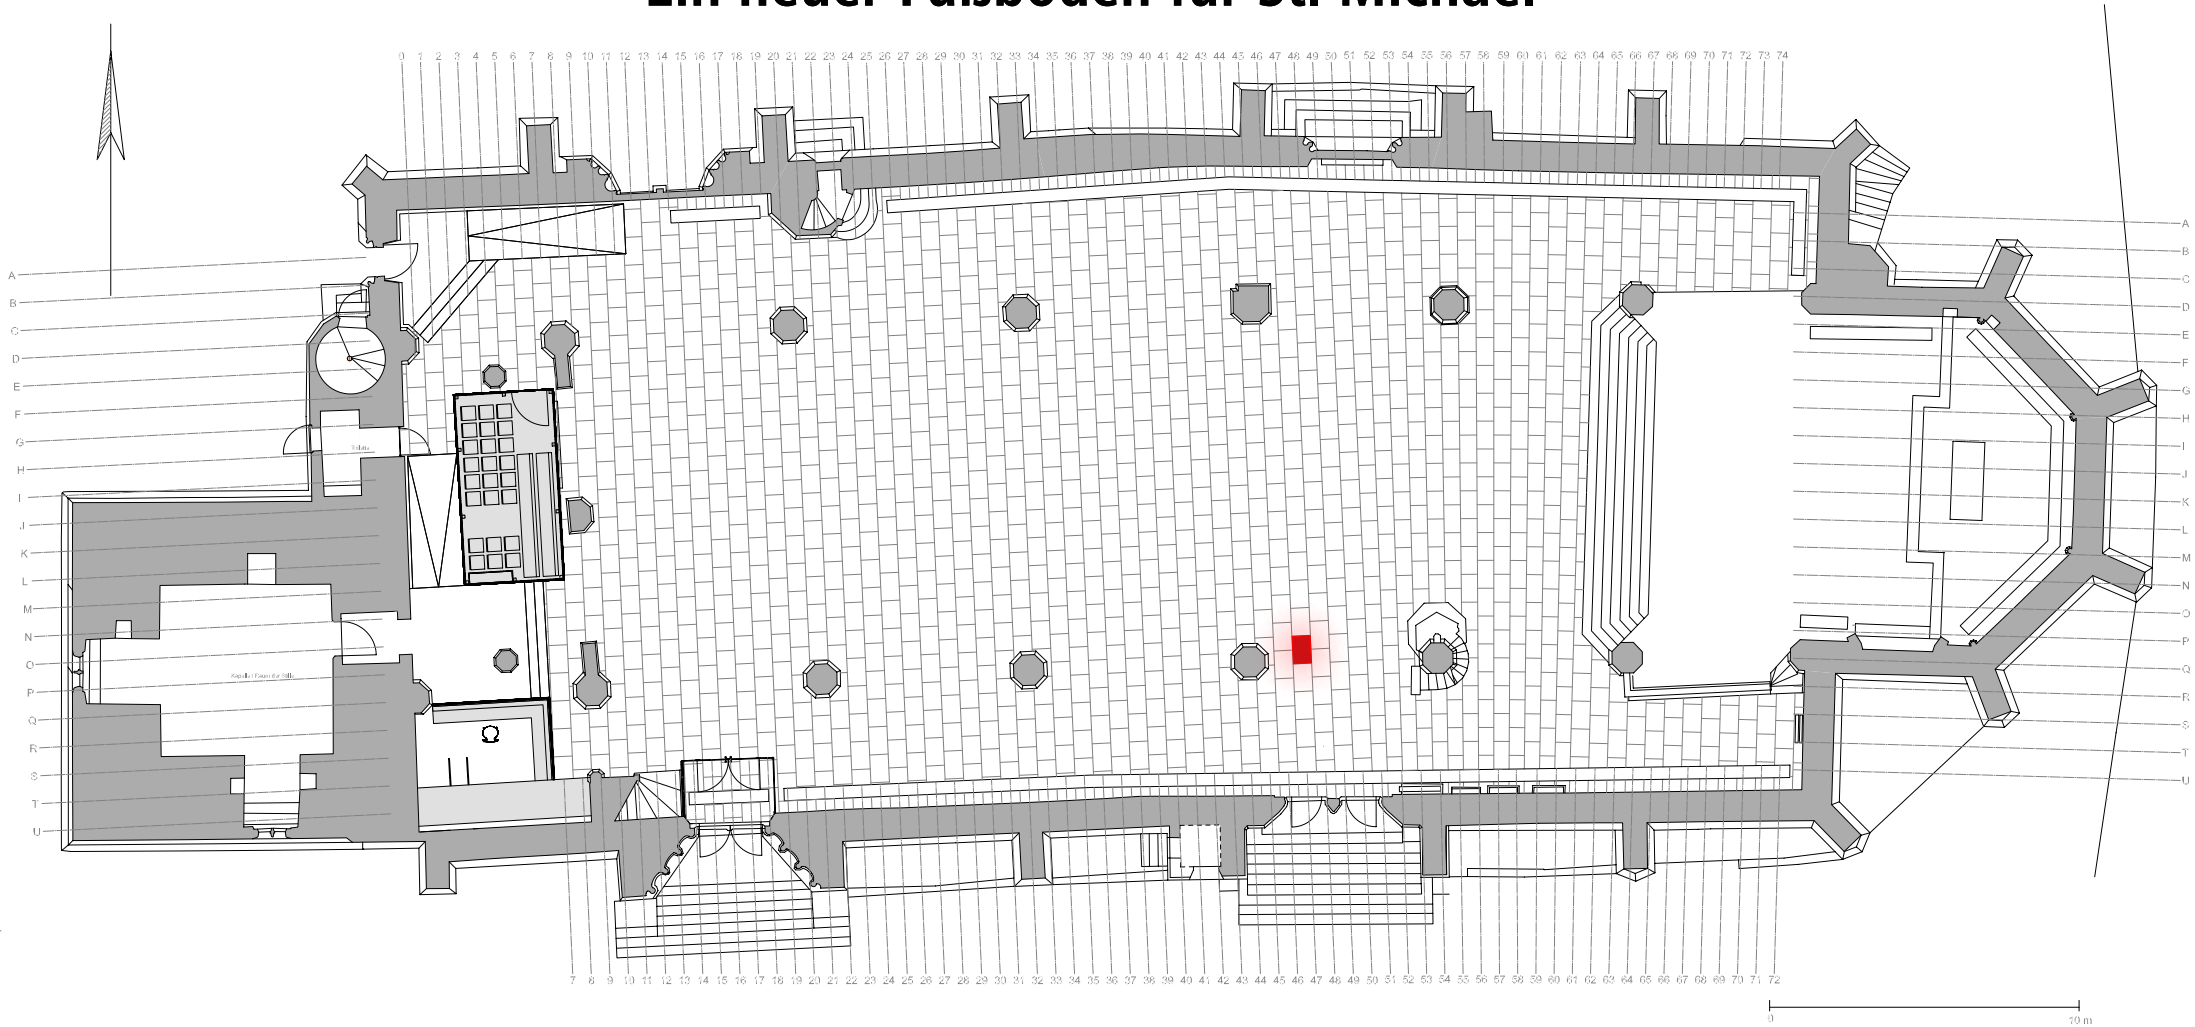 Ein neuer Fußboden für St. Michael
0 1 2 3 4 5 6 7 8 9 10 11 12 13 14 15 16 17 18 19 20 21 22 23 24 25 26 27 28 29 30 31 32 33 34 35 36 37 38 39 40 41 42 43 44 45 46 47 48 49 50 51 52 53 54 55 56 57 58 59 60 61 62 63 64 65 66 67 68 69 70 71 72 73 74
A
B
C
D
E
F
G
H
I
J
K
L
M
N
O
P
Q
R
S
T
U
A
B
C
D
E
F
G
H
I
J
K
L
M
N
O
P
Q
R
S
T
U
Kapelle / Raum der Stille
7 8 9 10 11 12 13 14 15 16 17 18 19 20 21 22 23 24 25 26 27 28 29 30 31 32 33 34 35 36 37 38 39 40 41 42 43 44 45 46 47 48 49 50 51 52 53 54 55 56 57 58 59 60 61 62 63 64 65 66 67 68 69 70 71 72
0 10 m